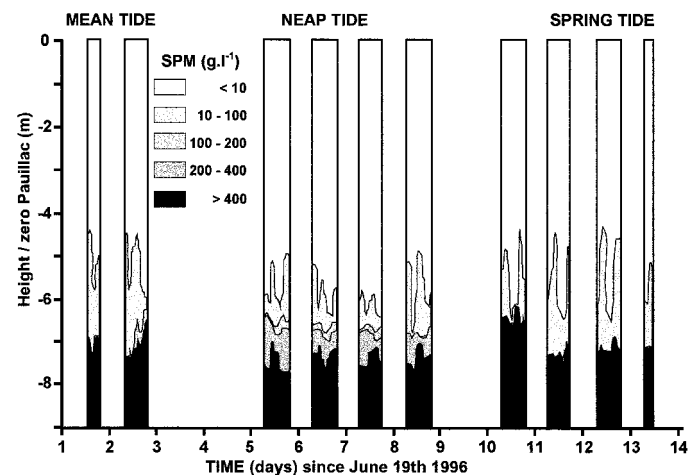 MEAN TIDE NEAP TIDE SPRING TIDE
SPM (g.l-1)
< 10
10 - 100
100 - 200
200 - 400
> 400
Height / zero Pauillac (m)
0
-2
-4
-6
-8
1 2 3 4 5 6 7 8 9 10 11 12 13 14
TIME (days) since June 19th 1996